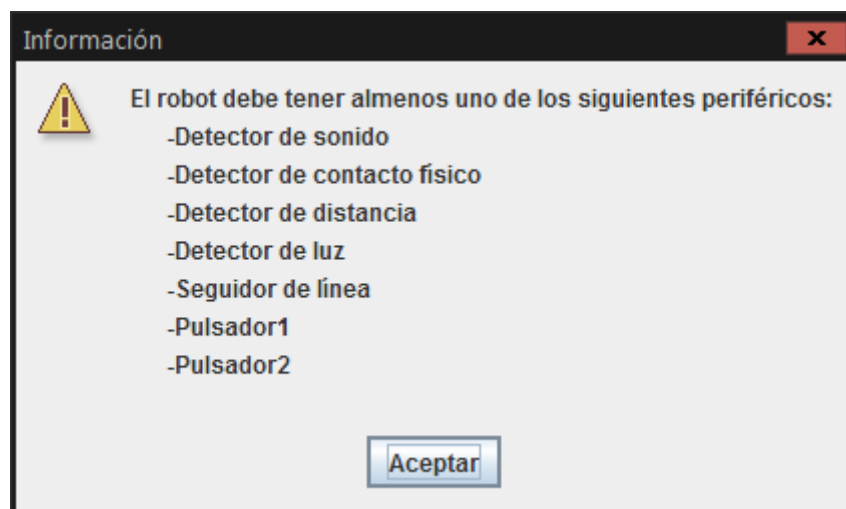 Información
El robot debe tener almenos uno de los siguientes periféricos:
-Detector de sonido
-Detector de contacto físico
-Detector de distancia
-Detector de luz
-Seguidor de línea
-Pulsador1
-Pulsador2
Aceptar